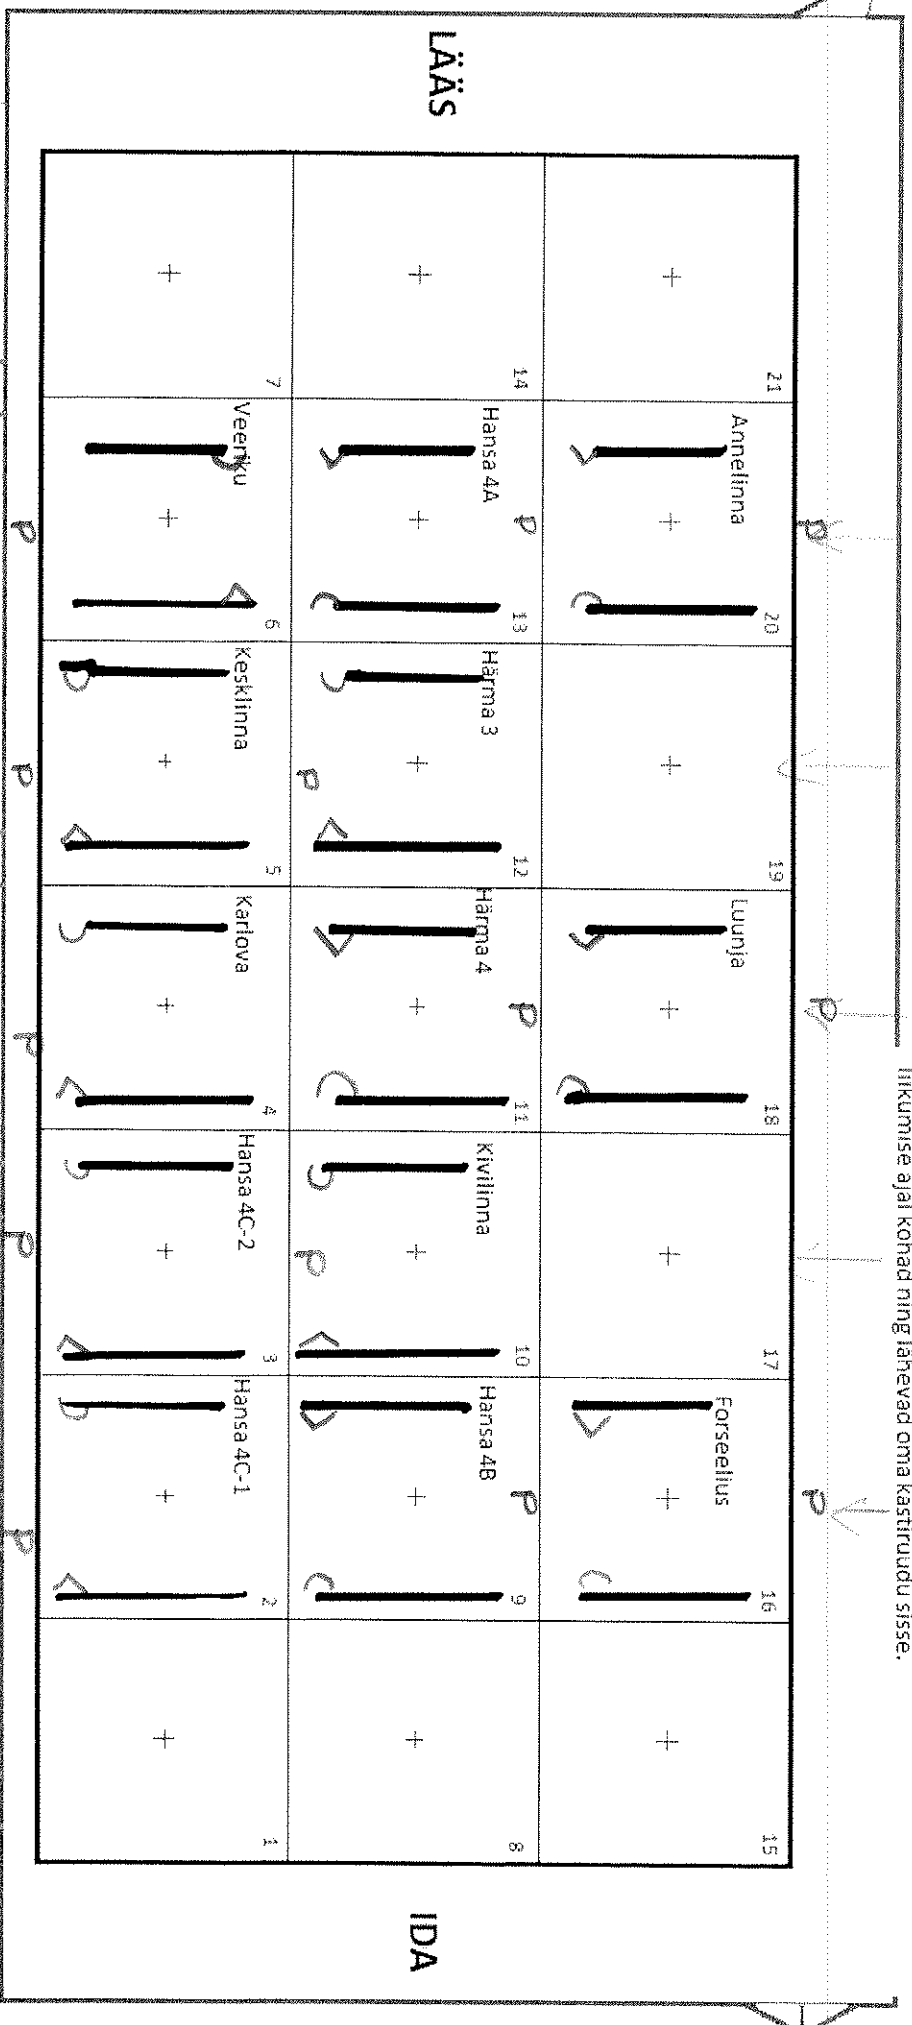 liikumise ajal kohad ning lähevad oma kastiruudu sisse.
P P P
LÄÄS
IDA
21 20 19 18 17 16 15
Annelinna Luunja Forseelius
14 13 12 11 10 9 8
Hansa 4A Härma 3 Härma 4 Kivilinna Hansa 4B
P P P P P
7 6 5 4 3 2 1
Veeriku Kesklinna Karlova Hansa 4C-2 Hansa 4C-1
P P P P P